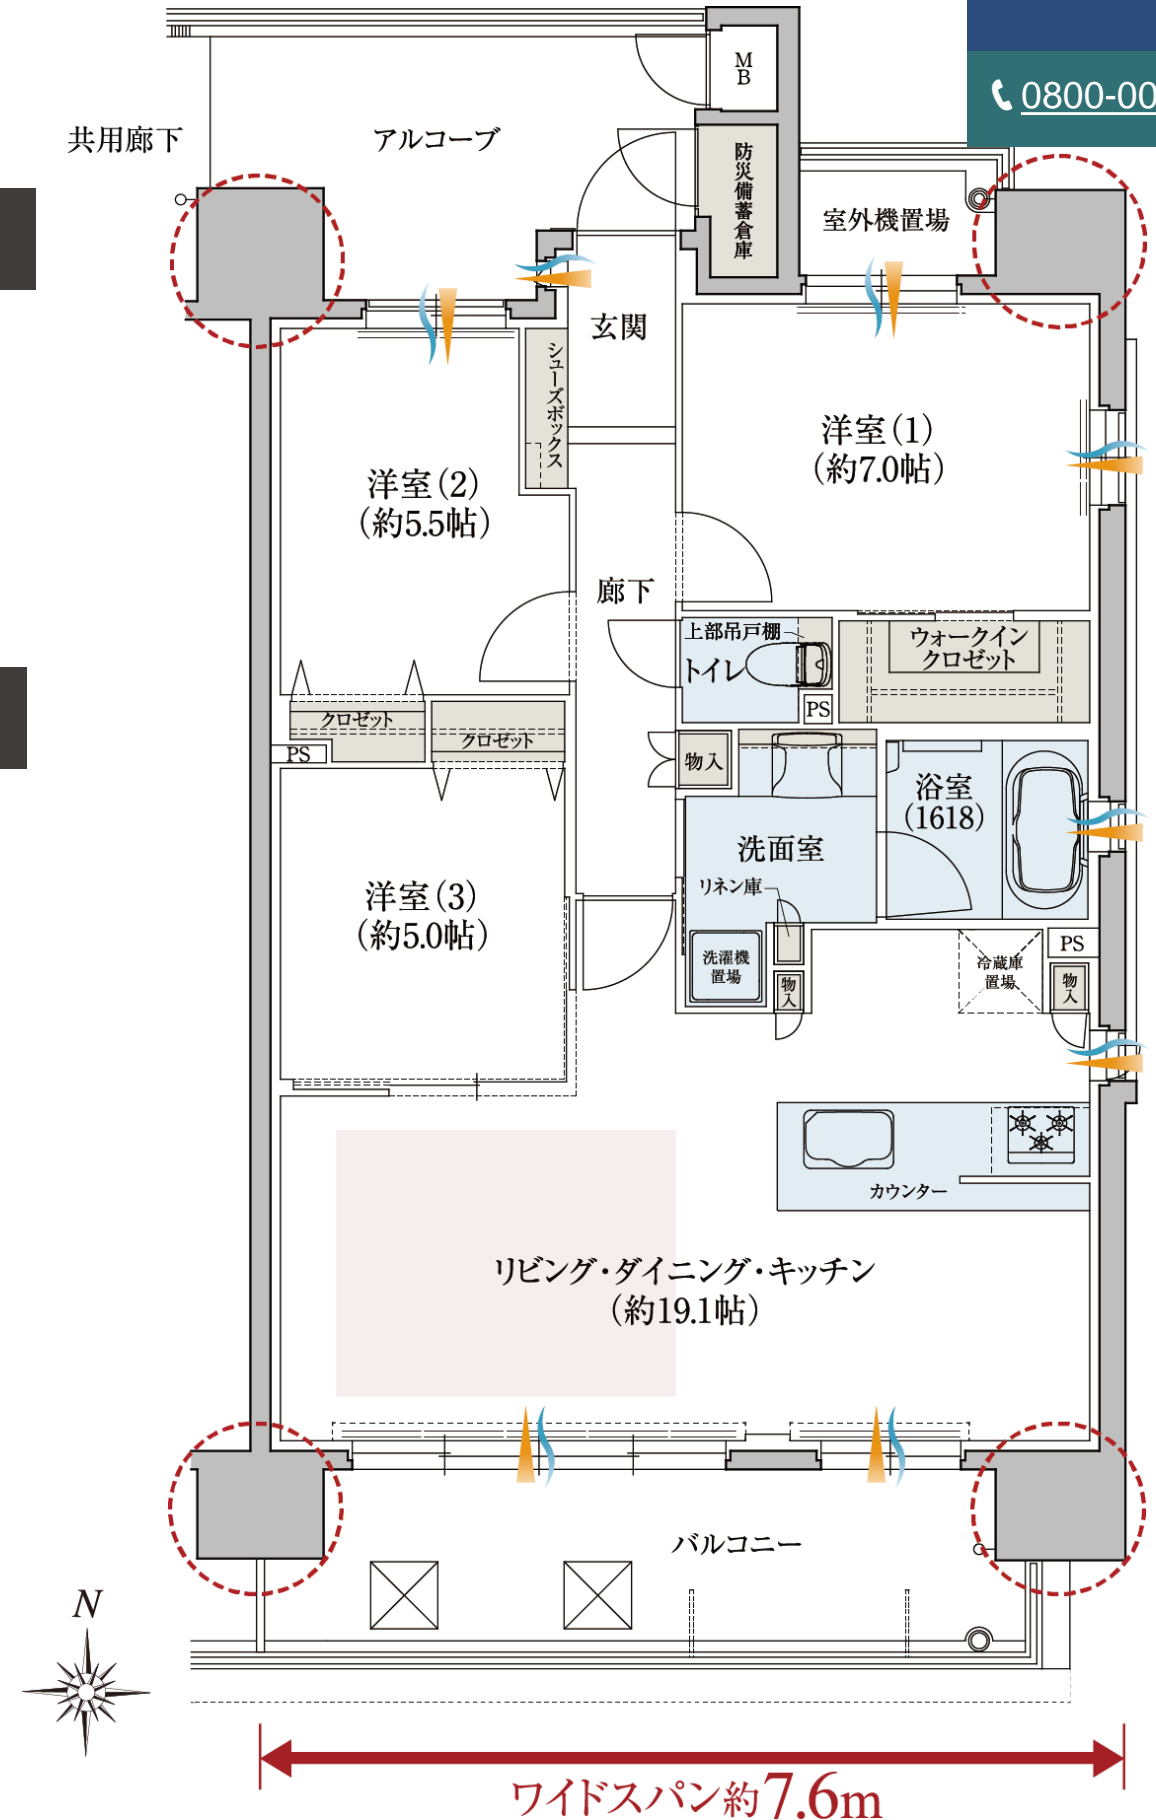 MB
0800-00
共用廊下
アルコーブ
防災備蓄倉庫
室外機置場
玄関
シューズボックス
洋室(1)
(約7.0帖)
洋室(2)
(約5.5帖)
廊下
上部吊戸棚
トイレ
ウォークイン
クロゼット
PS
クロゼット
クロゼット
PS
物入
浴室
(1618)
洗面室
リネン庫
洋室(3)
(約5.0帖)
洗濯機
置場
物入
冷蔵庫
置場
PS
物入
カウンター
リビング・ダイニング・キッチン
(約19.1帖)
バルコニー
N
ワイドスパン約7.6m